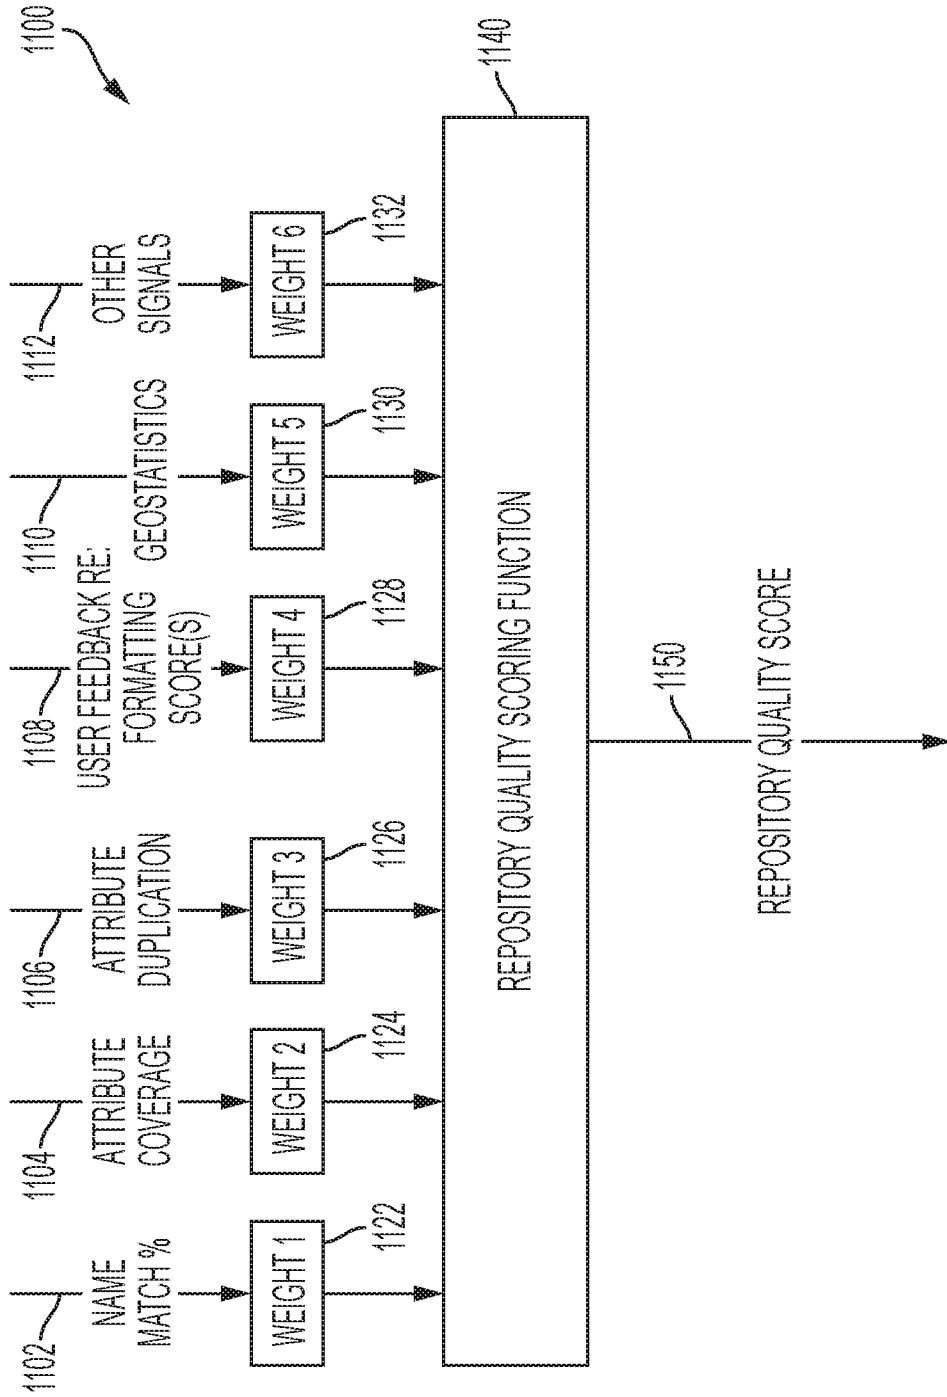 1100
1102
NAME
MATCH %
1104
ATTRIBUTE
COVERAGE
1106
ATTRIBUTE
DUPLICATION
1108
USER FEEDBACK RE:
FORMATTING
SCORE(S)
1110
GEOSTATISTICS
1112
OTHER
SIGNALS
WEIGHT 1
1122
WEIGHT 2
1124
WEIGHT 3
1126
WEIGHT 4
1128
WEIGHT 5
1130
WEIGHT 6
1132
1140
REPOSITORY QUALITY SCORING FUNCTION
1150
REPOSITORY QUALITY SCORE